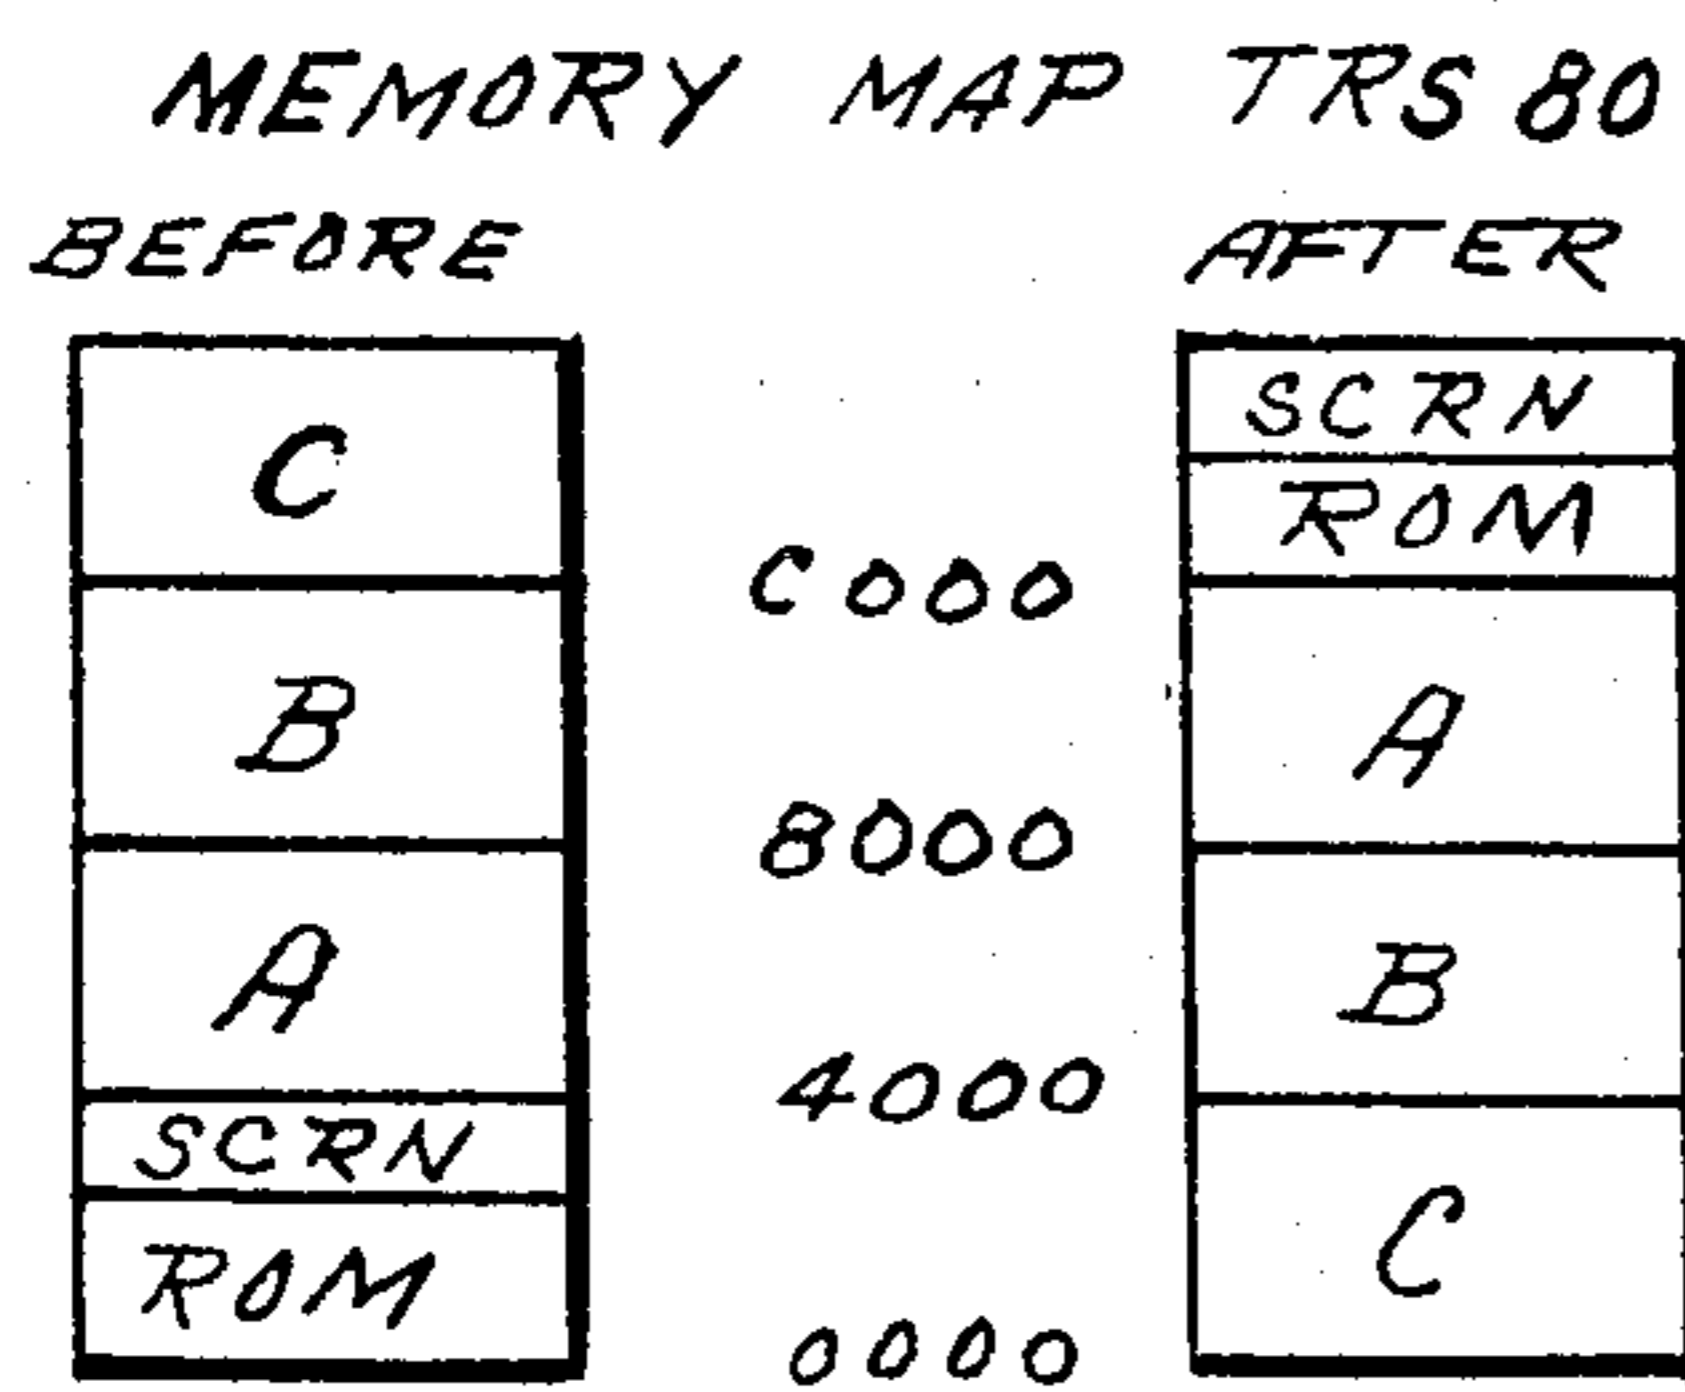 MEMORY MAP TRS 80
BEFORE AFTER
C
SCRN
ROM
C000
B
A
8000
A
B
4000
SCRN
C
ROM
0000